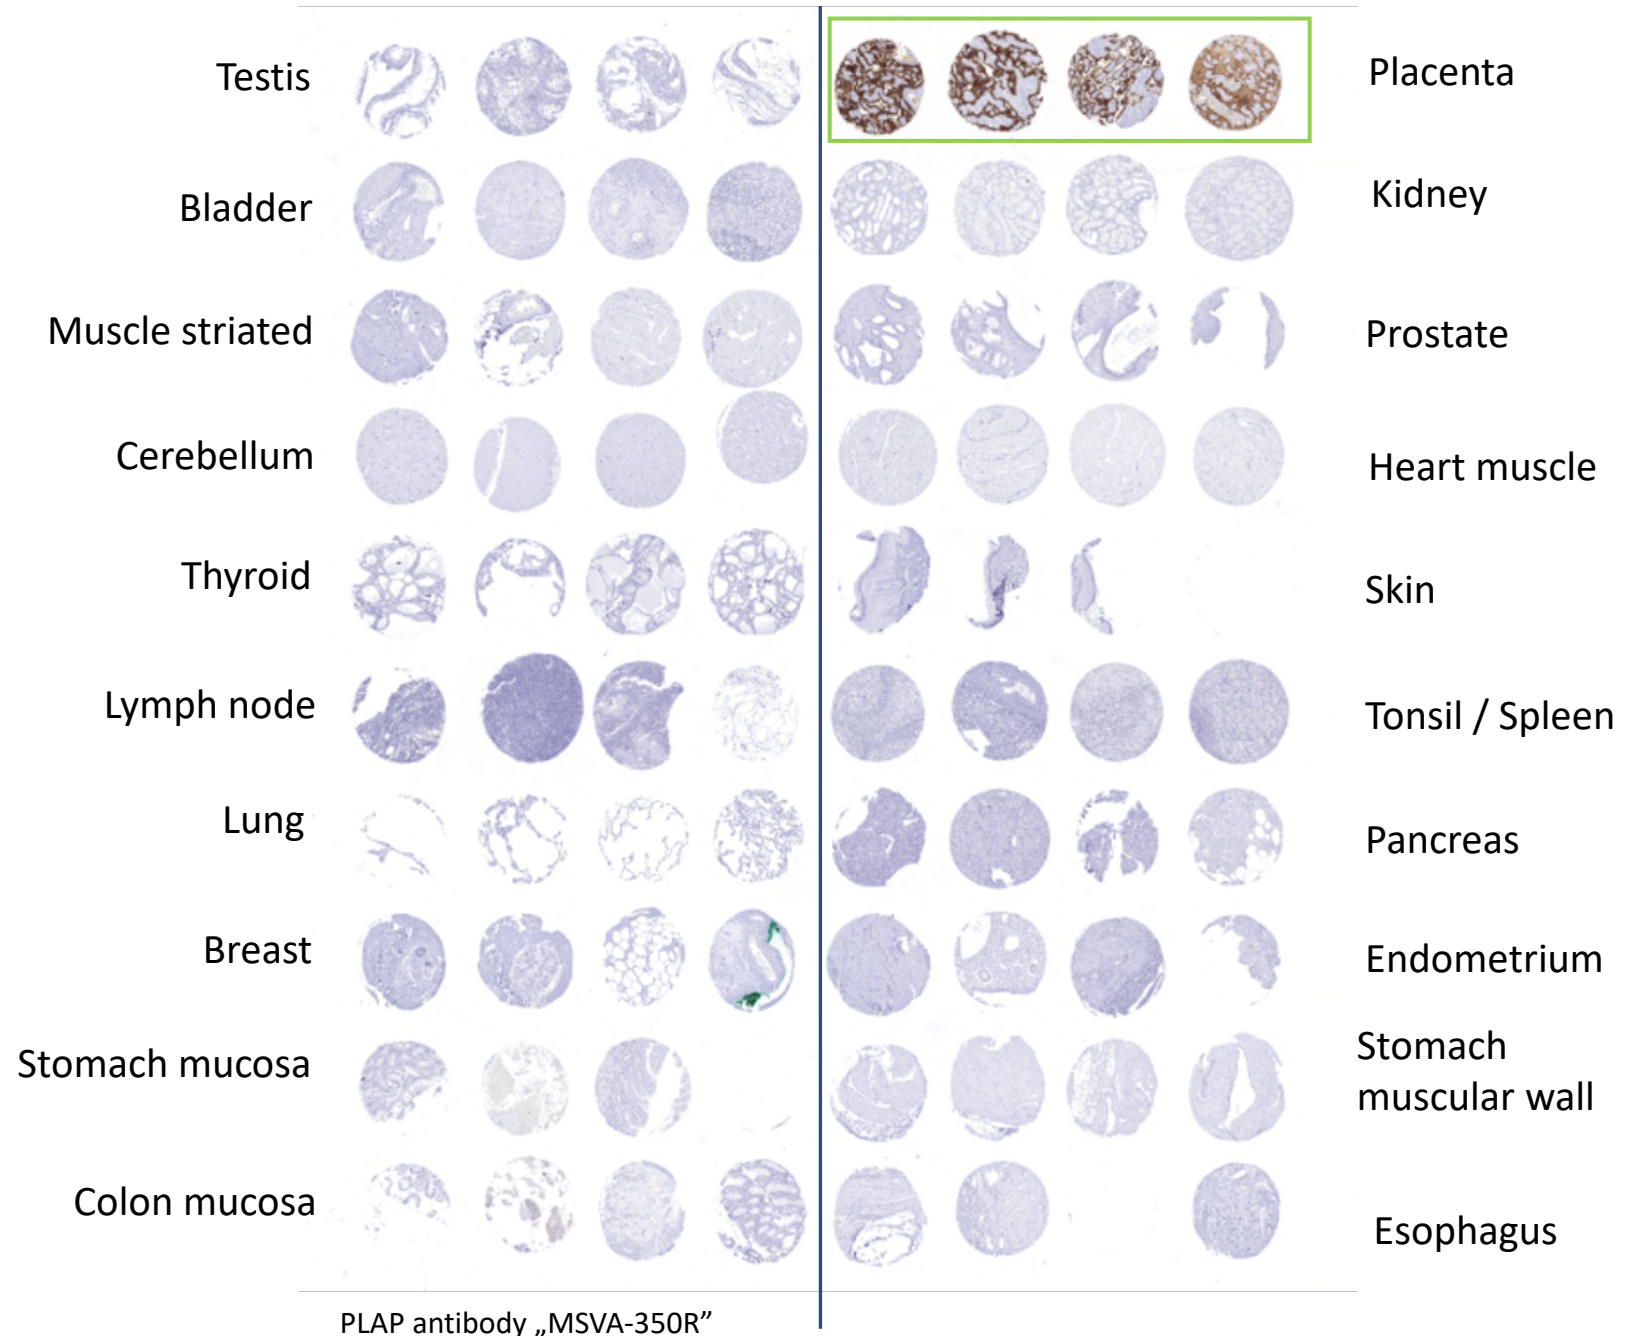 Testis
Placenta
Bladder
Kidney
Muscle striated
Prostate
Cerebellum
Heart muscle
Thyroid
Skin
Lymph node
Tonsil / Spleen
Lung
Pancreas
Breast
Endometrium
Stomach mucosa
Stomach
muscular wall
Colon mucosa
Esophagus
PLAP antibody „MSVA-350R”